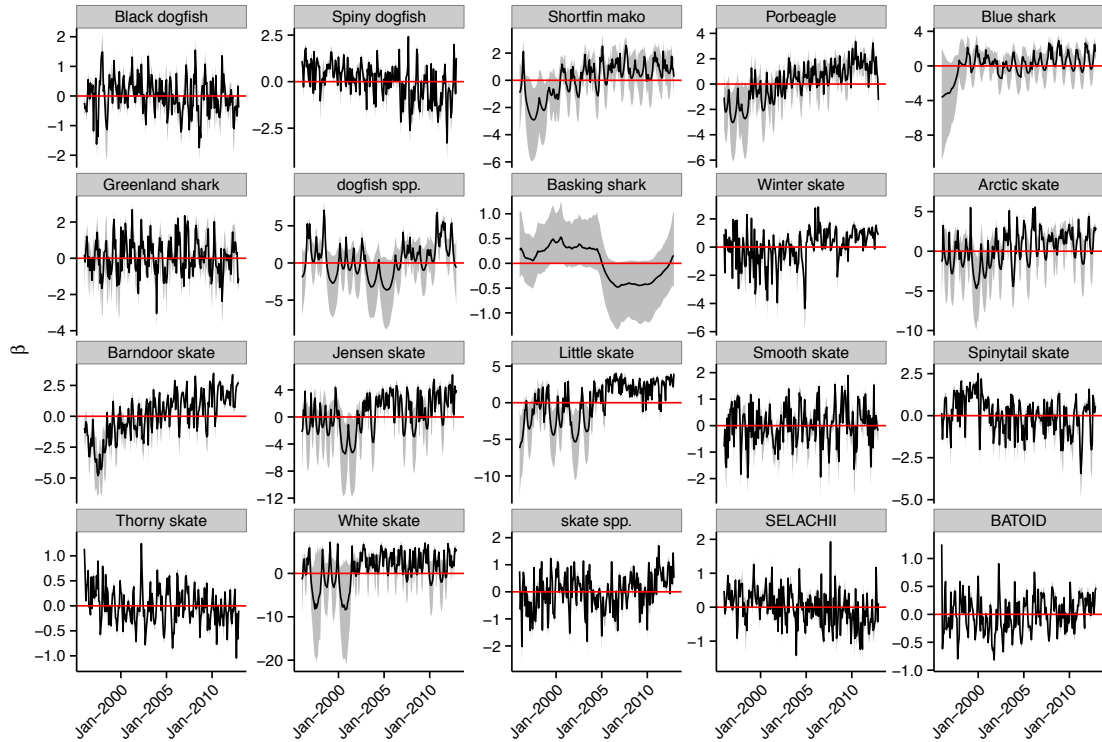 Black dogfish Spiny dogfish Shortfin mako Porbeagle Blue shark
2 1 0 −1 −2
2.5 0.0 −2.5
2 0 −2 −4 −6
4 2 0 −2 −4 −6
4 0 −4 −8
Greenland shark dogfish spp. Basking shark Winter skate Arctic skate
2 0 −2 −4
5 0 −5
1.0 0.5 0.0 −0.5 −1.0
2 0 −2 −4 −6
5 0 −5 −10
β
Barndoor skate Jensen skate Little skate Smooth skate Spinytail skate
2.5 0.0 −2.5 −5.0
4 0 −4 −8 −12
5 0 −5 −10
2 1 0 −1 −2
2.5 0.0 −2.5 −5.0
Thorny skate White skate skate spp. SELACHII BATOID
1.0 0.5 0.0 −0.5 −1.0
0 −10 −20
2 1 0 −1 −2
2 1 0 −1
1.0 0.5 0.0 −0.5 −1.0
Jan−2000 Jan−2005 Jan−2010 Jan−2000 Jan−2005 Jan−2010 Jan−2000 Jan−2005 Jan−2010 Jan−2000 Jan−2005 Jan−2010 Jan−2000 Jan−2005 Jan−2010